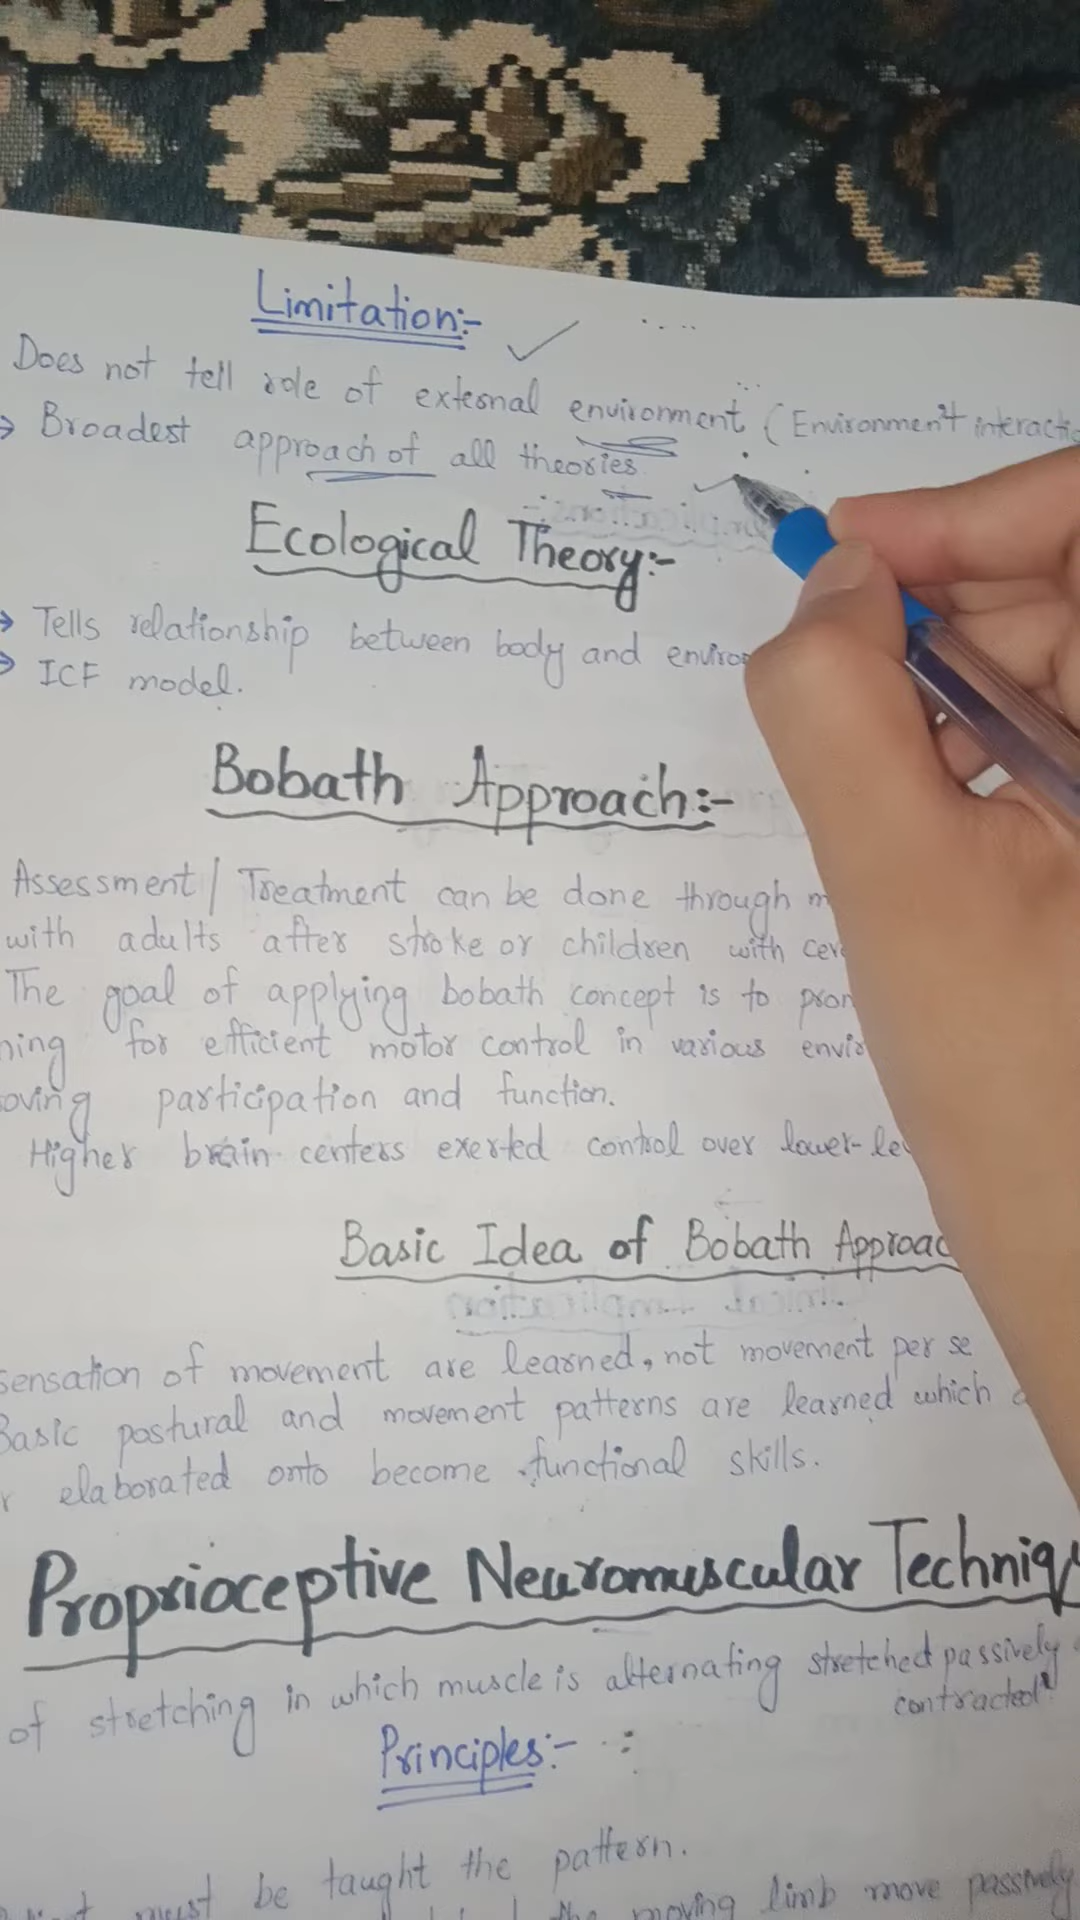 Limitation:-
Does not tell role of external environment (Environment interactio
→ Broadest approach of all theories
Ecological Theory:-
→ Tells relationship between body and enviro
→ ICF model.
Bobath Approach:-
Assessment / Treatment can be done through m
with adults after stroke or children with cer
The goal of applying bobath concept is to prom
ning for efficient motor control in various envir
oving participation and function.
Higher brain centers exerted control over lower-le
Basic Idea of Bobath Approac
sensation of movement are learned, not movement per se
Basic postural and movement patterns are learned which
elaborated onto become functional skills.
Proprioceptive Neuromuscular Techniq
of stretching in which muscle is alternating stretched passively
contracted
Principles:-
must be taught the pattern.
the moving limb move passively